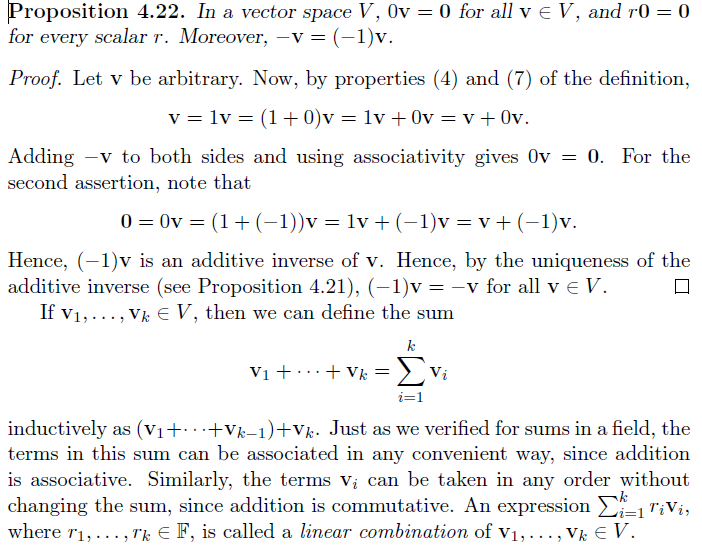 Proposition 4.22. In a vector space V, 0v = 0 for all v ∈ V, and r0 = 0
for every scalar r. Moreover, −v = (−1)v.
Proof. Let v be arbitrary. Now, by properties (4) and (7) of the definition,
v = 1v = (1 + 0)v = 1v + 0v = v + 0v.
Adding −v to both sides and using associativity gives 0v = 0. For the
second assertion, note that
0 = 0v = (1 + (−1))v = 1v + (−1)v = v + (−1)v.
Hence, (−1)v is an additive inverse of v. Hence, by the uniqueness of the
additive inverse (see Proposition 4.21), (−1)v = −v for all v ∈ V. □
If v₁, . . . , vₖ ∈ V, then we can define the sum
v₁ + · · · + vₖ = ∑ᵢ₌₁ᵏ vᵢ
inductively as (v₁+· · ·+vₖ₋₁)+vₖ. Just as we verified for sums in a field, the
terms in this sum can be associated in any convenient way, since addition
is associative. Similarly, the terms vᵢ can be taken in any order without
changing the sum, since addition is commutative. An expression ∑ᵢ₌₁ᵏ rᵢvᵢ,
where r₁, . . . , rₖ ∈ 𝔽, is called a linear combination of v₁, . . . , vₖ ∈ V.